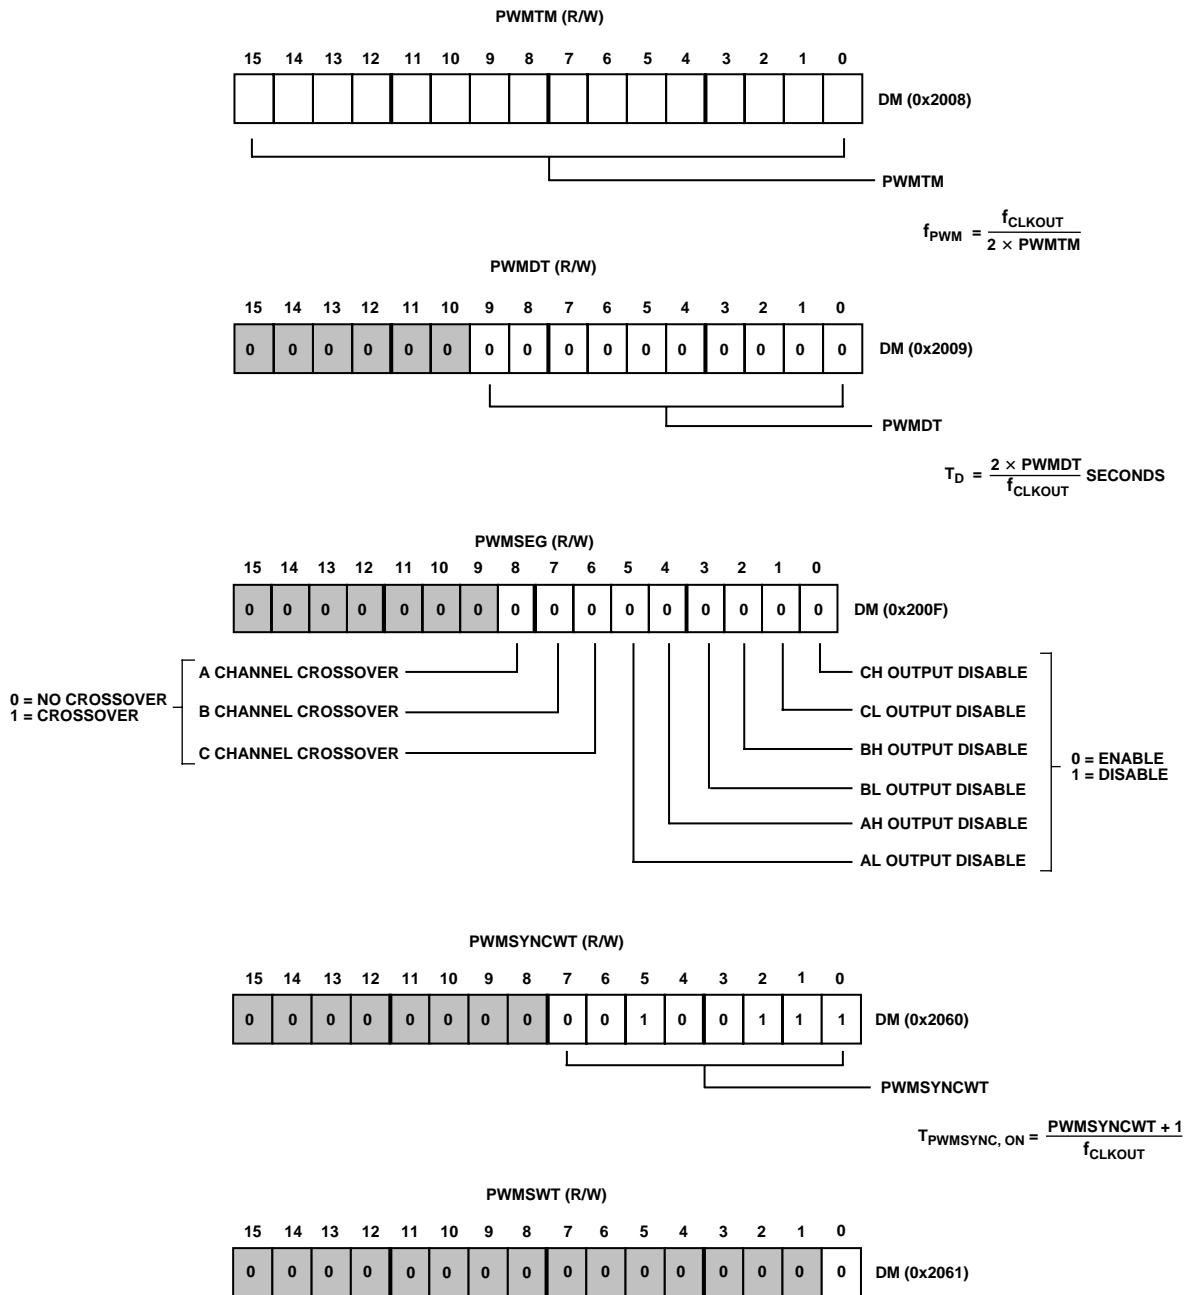 PWMTM (R/W)
15 14 13 12 11 10 9 8 7 6 5 4 3 2 1 0
DM (0x2008)
PWMTM
f_PWM = f_CLKOUT / 2 × PWMTM
PWMDT (R/W)
15 14 13 12 11 10 9 8 7 6 5 4 3 2 1 0
0 0 0 0 0 0 0 0 0 0 0 0 0 0 0 0 DM (0x2009)
PWMDT
T_D = 2 × PWMDT / f_CLKOUT SECONDS
PWMSEG (R/W)
15 14 13 12 11 10 9 8 7 6 5 4 3 2 1 0
0 0 0 0 0 0 0 0 0 0 0 0 0 0 0 0 DM (0x200F)
0 = NO CROSSOVER
1 = CROSSOVER
A CHANNEL CROSSOVER
B CHANNEL CROSSOVER
C CHANNEL CROSSOVER
CH OUTPUT DISABLE
CL OUTPUT DISABLE
BH OUTPUT DISABLE
BL OUTPUT DISABLE
AH OUTPUT DISABLE
AL OUTPUT DISABLE
0 = ENABLE
1 = DISABLE
PWMSYNCWT (R/W)
15 14 13 12 11 10 9 8 7 6 5 4 3 2 1 0
0 0 0 0 0 0 0 0 0 0 1 0 0 1 1 1 DM (0x2060)
PWMSYNCWT
T_PWMSYNC, ON = PWMSYNCWT + 1 / f_CLKOUT
PWMSWT (R/W)
15 14 13 12 11 10 9 8 7 6 5 4 3 2 1 0
0 0 0 0 0 0 0 0 0 0 0 0 0 0 0 0 DM (0x2061)